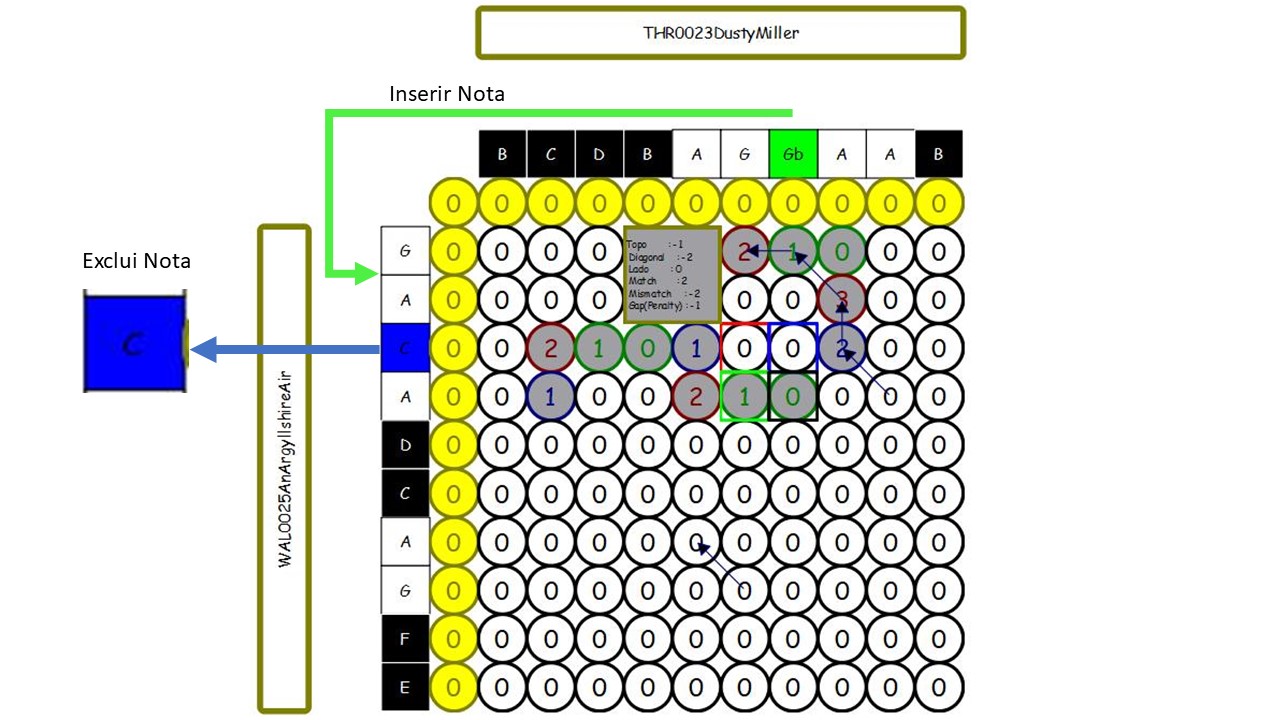 THR0023DustyMiller
Inserir Nota
B C D B A G Gb A A B
0 0 0 0 0 0 0 0 0 0 0
G 0 0 0 0 2 1 0 0 0
Topo :-1
Diagonal :-2
Lado :0
Match :2
Mismatch :-2
Gap(Penalty) :-1
Exclui Nota
A 0 0 0 0 0 0 3 0 0
C
C 0 0 2 1 0 1 0 0 2 0 0
A 0 0 1 0 0 2 1 0 0 0 0
D 0 0 0 0 0 0 0 0 0 0 0
C 0 0 0 0 0 0 0 0 0 0 0
A 0 0 0 0 0 0 0 0 0 0 0
G 0 0 0 0 0 0 0 0 0 0 0
F 0 0 0 0 0 0 0 0 0 0 0
E 0 0 0 0 0 0 0 0 0 0 0
WAL0025AnArgyllshireAir